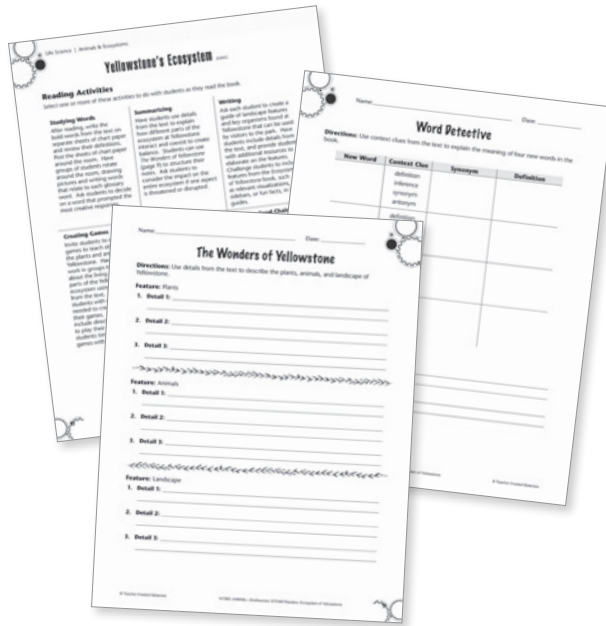 Life Science | Animals & Ecosystems
Yellowstone's Ecosystem
Reading Activities
Select one or more of these activities to do with students as they read the book.
Studying Words
After reading, write the
bold words from the text on
separate sheets of chart paper
and review their definitions.
Post the sheets of chart paper
around the room. Have
groups of students rotate
around the room, drawing
pictures and writing words
that relate to each glossary
word. Ask students to decide
on a word that prompted the
most creative responses.
Creating Games
Invite students to
games to teach
the plants and
Yellowstone.
work in groups
about the living
parts of the
ecosystem
from the text.
students with
needed to
their games.
include
to play their
students
games with
Summarizing
Have students use details
from the text to explain
how different parts of the
ecosystem at Yellowstone
interact and coexist to create
balance. Students can use
The Wonders of Yellowstone
(page 9) to structure their
ideas. Ask students to
consider the impact on the
entire ecosystem if one aspect
is threatened or disrupted.
Writing
Ask each student to create a
guide of landscape features
and key organisms found at
Yellowstone that can be used
by visitors to the park. Have
students include details from
the text, and provide students
with additional resources to
elaborate on the features.
Challenge students to
features from the
of Yellowstone book, such
as relevant visualizations,
sidebars, or fun facts, in
guides.
Name: Date:
Word Detective
Directions: Use context clues from the text to explain the meaning of four new words in the
book.
New Word Context Clue Synonym Definition
definition
inference
synonym
antonym
definition
Ecosystem of Yellowstone © Teacher Created Materials
Name: Date:
The Wonders of Yellowstone
Directions: Use details from the text to describe the plants, animals, and landscape of
Yellowstone.
Feature: Plants
1. Detail 1:
2. Detail 2:
3. Detail 3:
Feature: Animals
1. Detail 1:
2. Detail 2:
3. Detail 3:
Feature: Landscape
1. Detail 1:
2. Detail 2:
3. Detail 3:
© Teacher Created Materials Ecosystem of Yellowstone